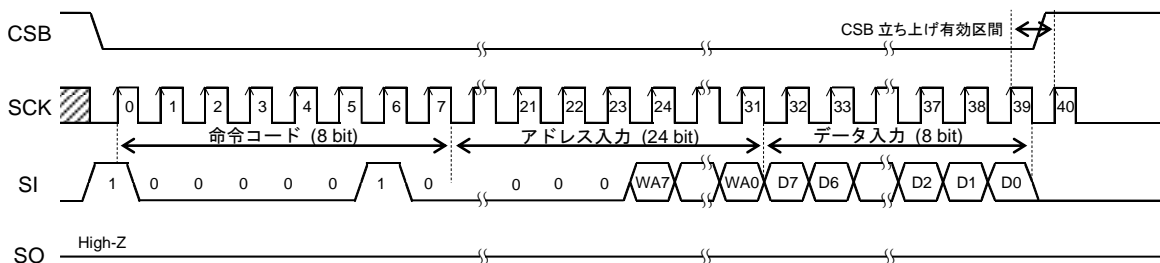 CSB
CSB 立ち上げ有効区間
SCK
0 1 2 3 4 5 6 7 21 22 23 24 31 32 33 37 38 39 40
命令コード (8 bit) アドレス入力 (24 bit) データ入力 (8 bit)
SI
1 0 0 0 0 0 1 0 0 0 0 WA7 WA0 D7 D6 D2 D1 D0
High-Z
SO